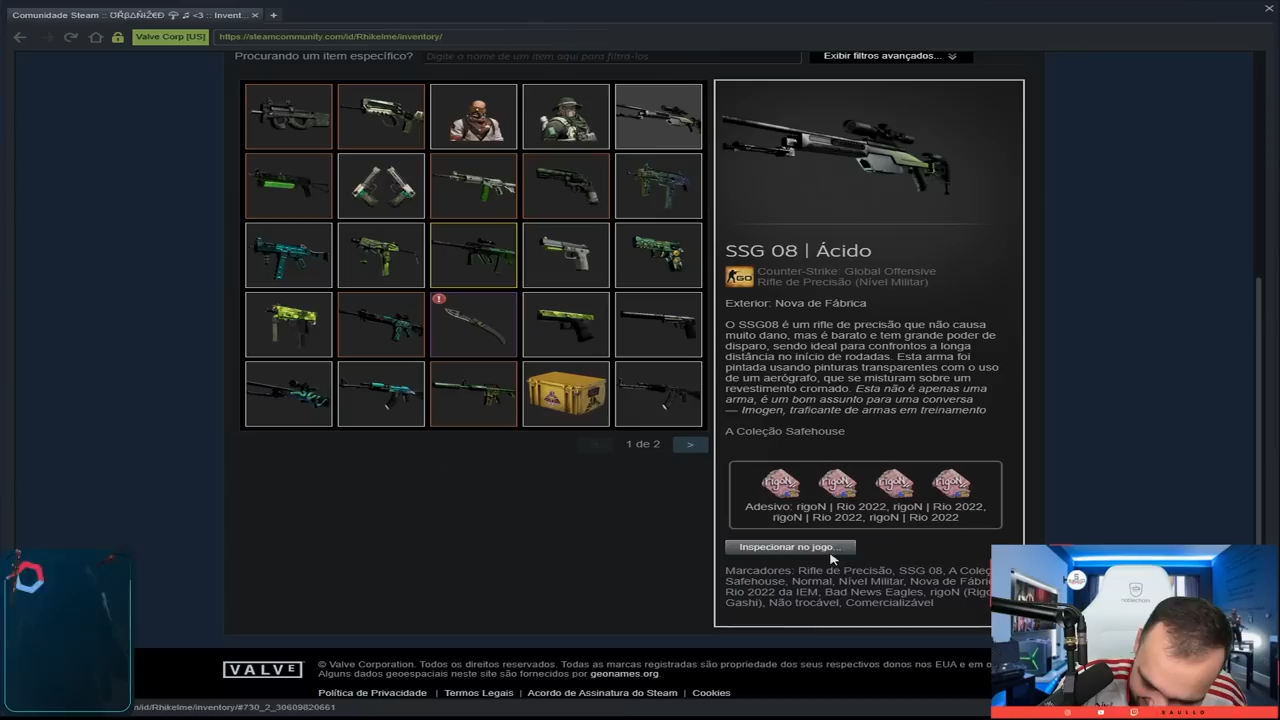 Comunidade Steam ::
<3 :: Invent...
Valve Corp [US]
https://steamcommunity.com/id/Rhikelme/inventory/
Procurando um item específico?
Digite o nome de um item aqui para filtrá-los
Exibir filtros avançados...
SSG 08 | Ácido
Counter-Strike: Global Offensive
Rifle de Precisão (Nível Militar)
Exterior: Nova de Fábrica
O SSG08 é um rifle de precisão que não causa
muito dano, mas é barato e tem grande poder de
disparo, sendo ideal para confrontos a longa
distância no início de rodadas. Esta arma foi
pintada usando pinturas transparentes com o uso
de um aerógrafo, que se misturam sobre um
revestimento cromado. Esta não é apenas uma
arma, é um bom assunto para uma conversa
— Imogen, traficante de armas em treinamento
A Coleção Safehouse
Adesivo: rigoN | Rio 2022, rigoN | Rio 2022,
rigoN | Rio 2022, rigoN | Rio 2022
1 de 2
>
Inspecionar no jogo...
Marcadores: Rifle de Precisão, SSG 08, A Coleç
Safehouse, Normal, Nível Militar, Nova de Fábri
Rio 2022 da IEM, Bad News Eagles, rigoN (Rigo
Gashi), Não trocável, Comercializável
VALVE
© Valve Corporation. Todos os direitos reservados. Todas as marcas registradas são propriedade dos seus respectivos donos nos EUA e em o
Alguns dados geoespaciais neste site são fornecidos por geonames.org.
Política de Privacidade | Termos Legais | Acordo de Assinatura do Steam | Cookies
/id/Rhikelme/inventory/#730_2_30609820661